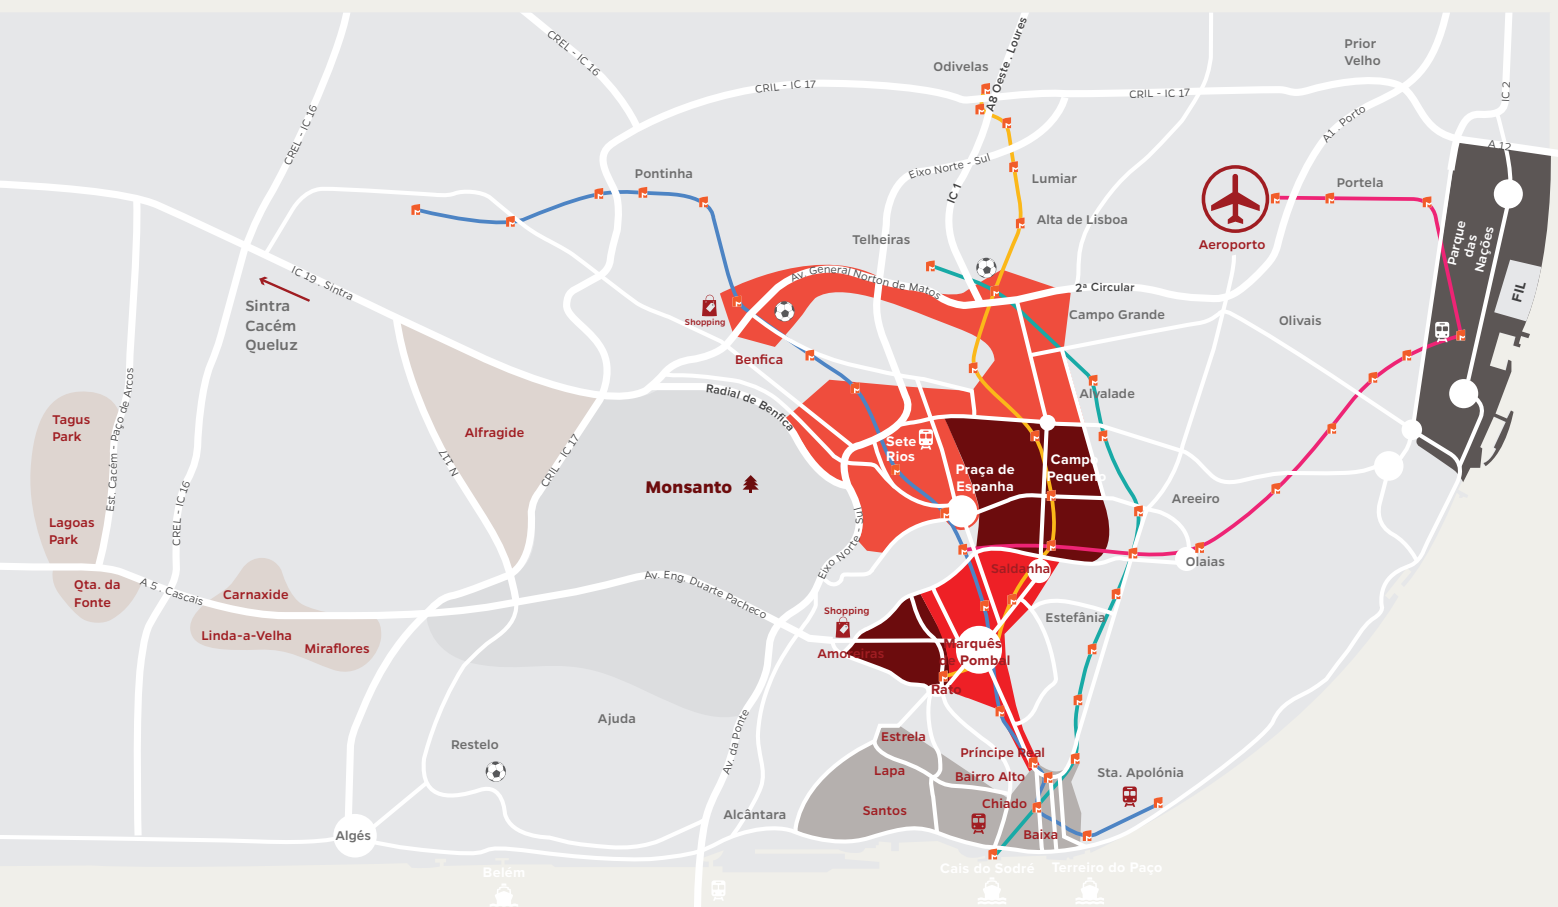 Prior
Velho
CREL - IC 16
A8 Oeste . Loures
Odivelas
CRIL - IC 17
CRIL - IC 17
IC 2
CREL - IC 16
A1 . Porto
A 12
Eixo Norte - Sul
Pontinha
Lumiar
Portela
IC 1
Alta de Lisboa
Telheiras
Aeroporto
Parque
das
Nações
IC 19 . Sintra
Av. General Norton de Matos
2ª Circular
FIL
Sintra
Cacém
Queluz
Shopping
Campo Grande
Olivais
Benfica
Radial de Benfica
Alvalade
Est. Cacém - Paço de Arcos
Tagus
Park
Alfragide
N 117
CRIL - IC 17
Sete
Rios
Praça de
Espanha
Campo
Pequeno
Monsanto
CREL - IC 16
Areeiro
Lagoas
Park
Eixo Norte - Sul
Saldanha
Olaias
Qta. da
Fonte
A 5 . Cascais
Carnaxide
Av. Eng. Duarte Pacheco
Shopping
Estefânia
Linda-a-Velha
Miraflores
Amoreiras
Marquês
de Pombal
Rato
Ajuda
Av. da Ponte
Restelo
Estrela
Príncipe Real
Lapa
Bairro Alto
Sta. Apolónia
Santos
Chiado
Alcântara
Baixa
Algés
Belém
Cais do Sodré
Terreiro do Paço